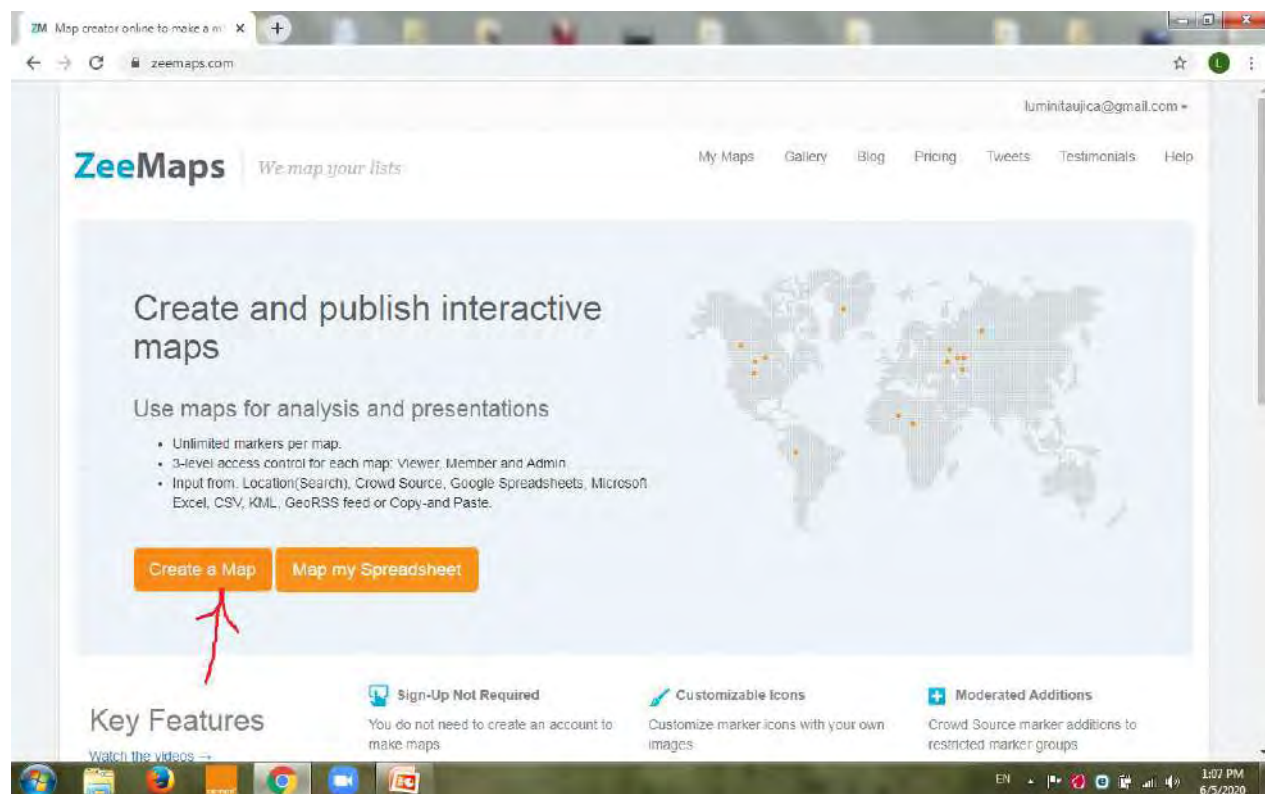 ZM Map creator online to make a m
zeemaps.com
L
luminitaujica@gmail.com
ZeeMaps We map your lists
My Maps Gallery Blog Pricing Tweets Testimonials Help
Create and publish interactive
maps
Use maps for analysis and presentations
• Unlimited markers per map.
• 3-level access control for each map: Viewer, Member and Admin
• Input from: Location(Search), Crowd Source, Google Spreadsheets, Microsoft
Excel, CSV, KML, GeoRSS feed or Copy-and Paste.
Create a Map Map my Spreadsheet
Key Features
Watch the videos →
Sign-Up Not Required
You do not need to create an account to
make maps
Customizable Icons
Customize marker icons with your own
images
Moderated Additions
Crowd Source marker additions to
restricted marker groups
EN
1:07 PM
6/5/2020